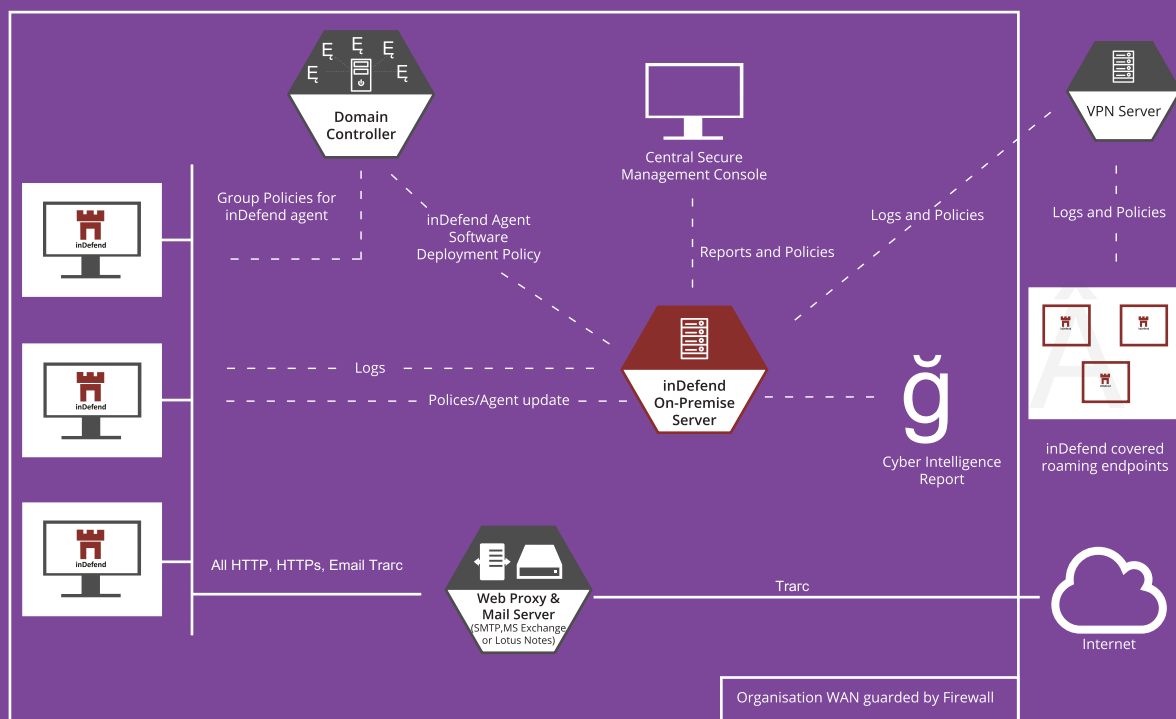 Ę
Ę
Ę
Ę
Ę
Domain
Controller
Central Secure
Management Console
VPN Server
Group Policies for
inDefend agent
inDefend Agent
Software
Deployment Policy
Logs and Policies
Logs and Policies
Reports and Policies
inDefend
inDefend
inDefend
Logs
Polices/Agent update
inDefend
On-Premise
Server
ğ
Cyber Intelligence
Report
Â
inDefend covered
roaming endpoints
All HTTP, HTTPs, Email Trarc
Web Proxy &
Mail Server
(SMTP,MS Exchange
or Lotus Notes)
Trarc
Internet
Organisation WAN guarded by Firewall